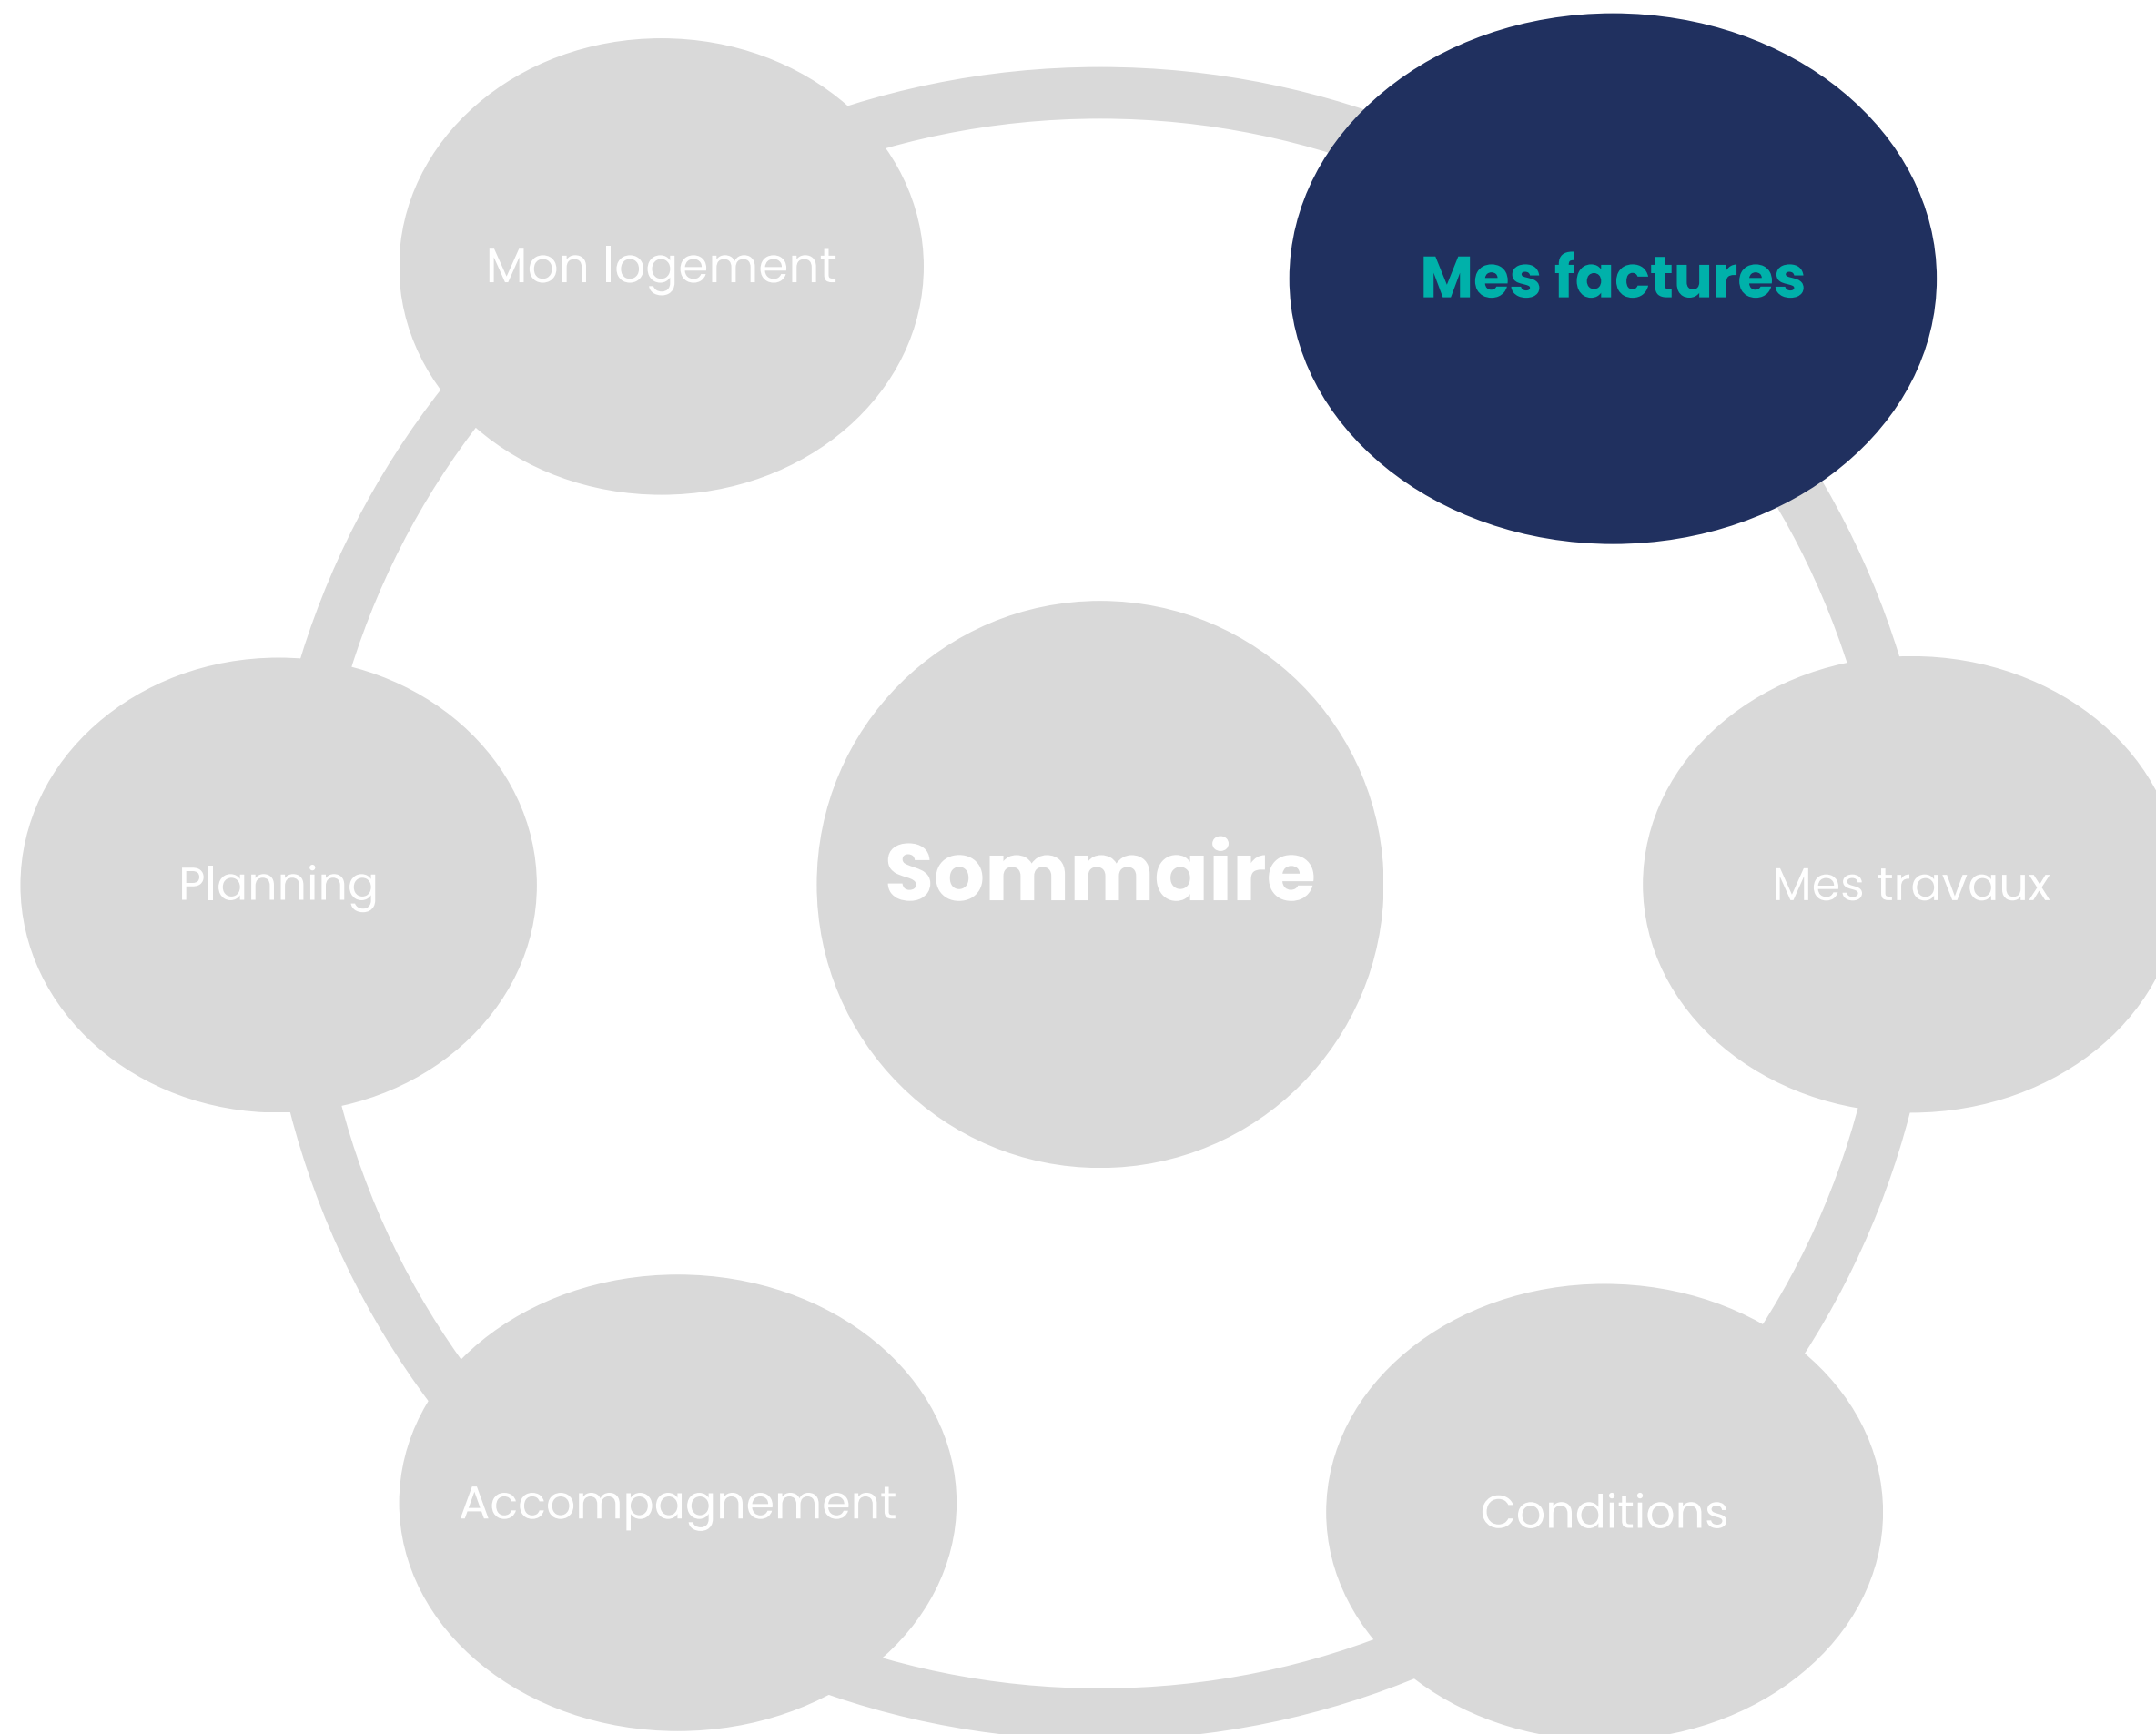 Mon logement
Mes factures
Planning
Sommaire
Mes travaux
Accompagnement
Conditions